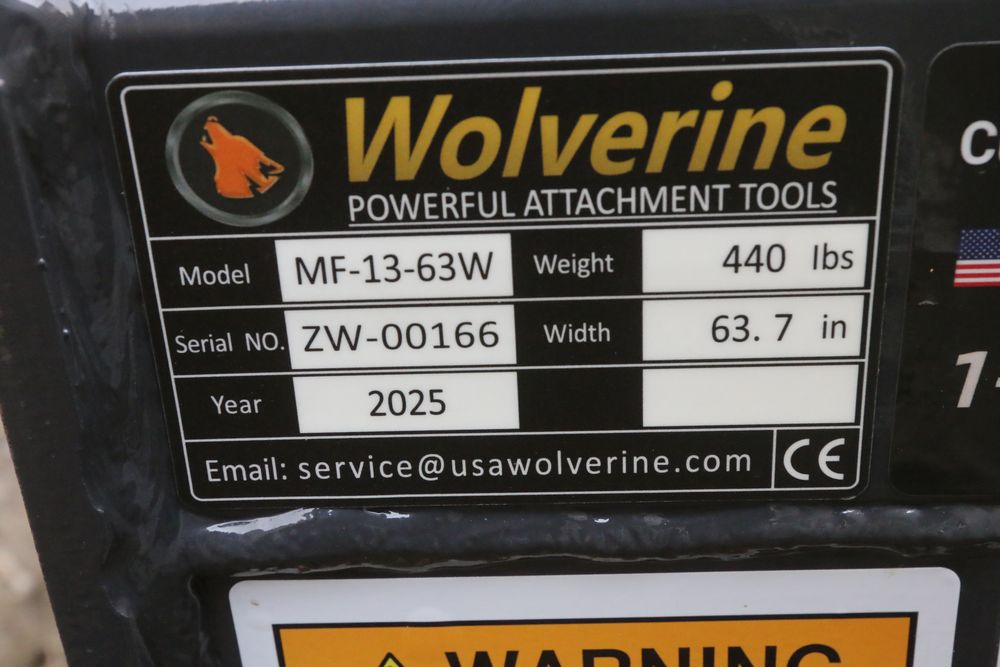 Wolverine
POWERFUL ATTACHMENT TOOLS
Model MF-13-63W Weight 440 lbs
Serial NO. ZW-00166 Width 63.7 in
Year 2025
Email: service@usawolverine.com CE
WARNING